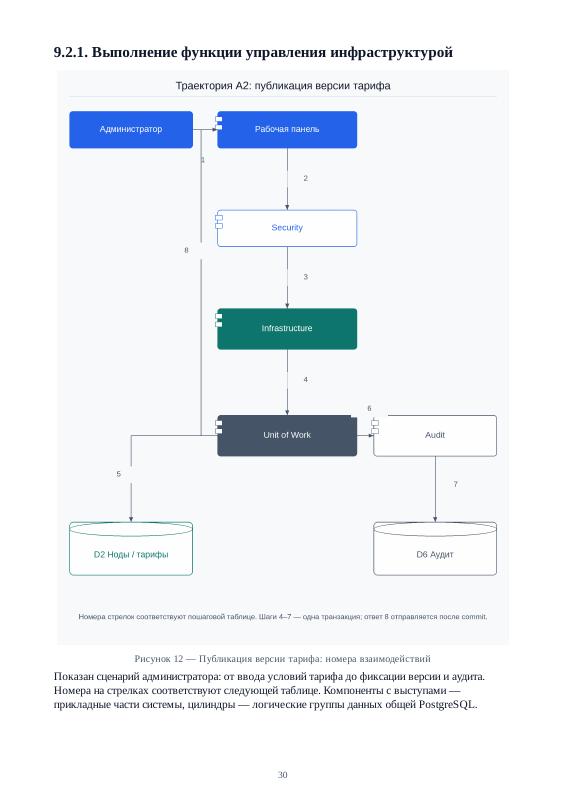 9.2.1. Выполнение функции управления инфраструктурой
Траектория А2: публикация версии тарифа
Администратор
Рабочая панель
1
2
Security
8
3
Infrastructure
4
6
Unit of Work
Audit
5
7
D2 Ноды / тарифы
D6 Аудит
Номера стрелок соответствуют пошаговой таблице. Шаги 4–7 — одна транзакция; ответ 8 отправляется после commit.
Рисунок 12 — Публикация версии тарифа: номера взаимодействий
Показан сценарий администратора: от ввода условий тарифа до фиксации версии и аудита.
Номера на стрелках соответствуют следующей таблице. Компоненты с выступами —
прикладные части системы, цилиндры — логические группы данных общей PostgreSQL.
30